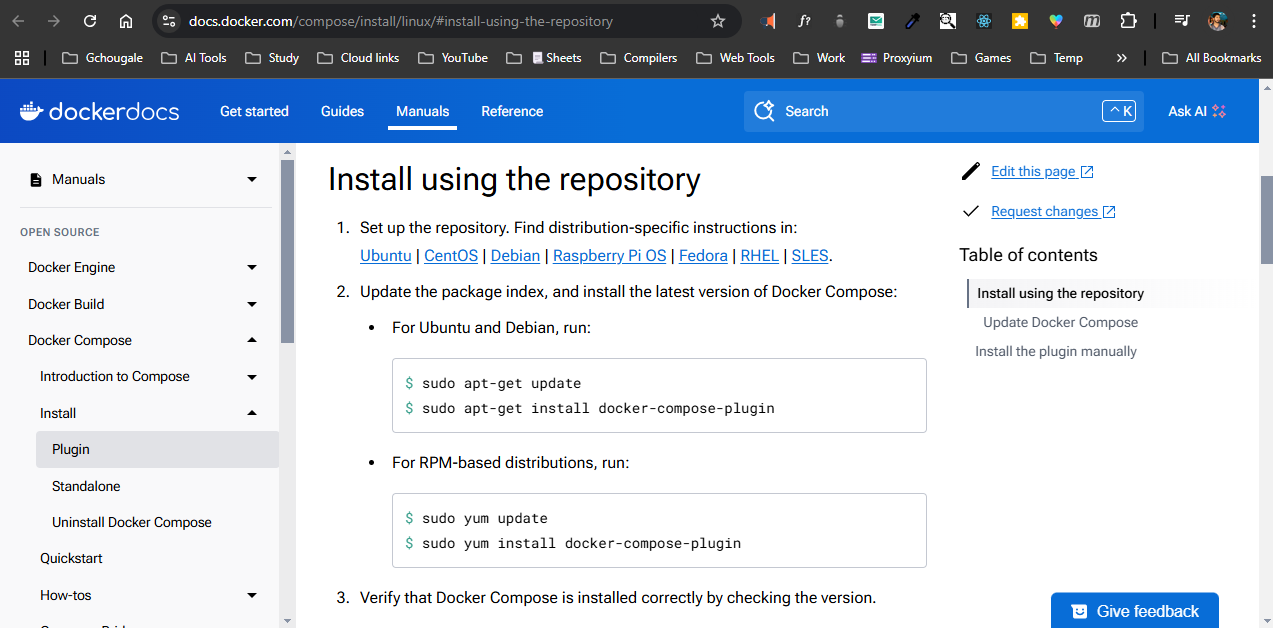 docs.docker.com/compose/install/linux/#install-using-the-repository
Gchougale AI Tools Study Cloud links YouTube Sheets Compilers Web Tools Work Proxyium Games Temp » All Bookmarks
dockerdocs Get started Guides Manuals Reference Search ^ K Ask AI
Manuals
OPEN SOURCE
Docker Engine
Docker Build
Docker Compose
Introduction to Compose
Install
Plugin
Standalone
Uninstall Docker Compose
Quickstart
How-tos
Install using the repository
1. Set up the repository. Find distribution-specific instructions in:
Ubuntu | CentOS | Debian | Raspberry Pi OS | Fedora | RHEL | SLES.
2. Update the package index, and install the latest version of Docker Compose:
• For Ubuntu and Debian, run:
$ sudo apt-get update
$ sudo apt-get install docker-compose-plugin
• For RPM-based distributions, run:
$ sudo yum update
$ sudo yum install docker-compose-plugin
3. Verify that Docker Compose is installed correctly by checking the version.
Edit this page
Request changes
Table of contents
Install using the repository
Update Docker Compose
Install the plugin manually
Give feedback